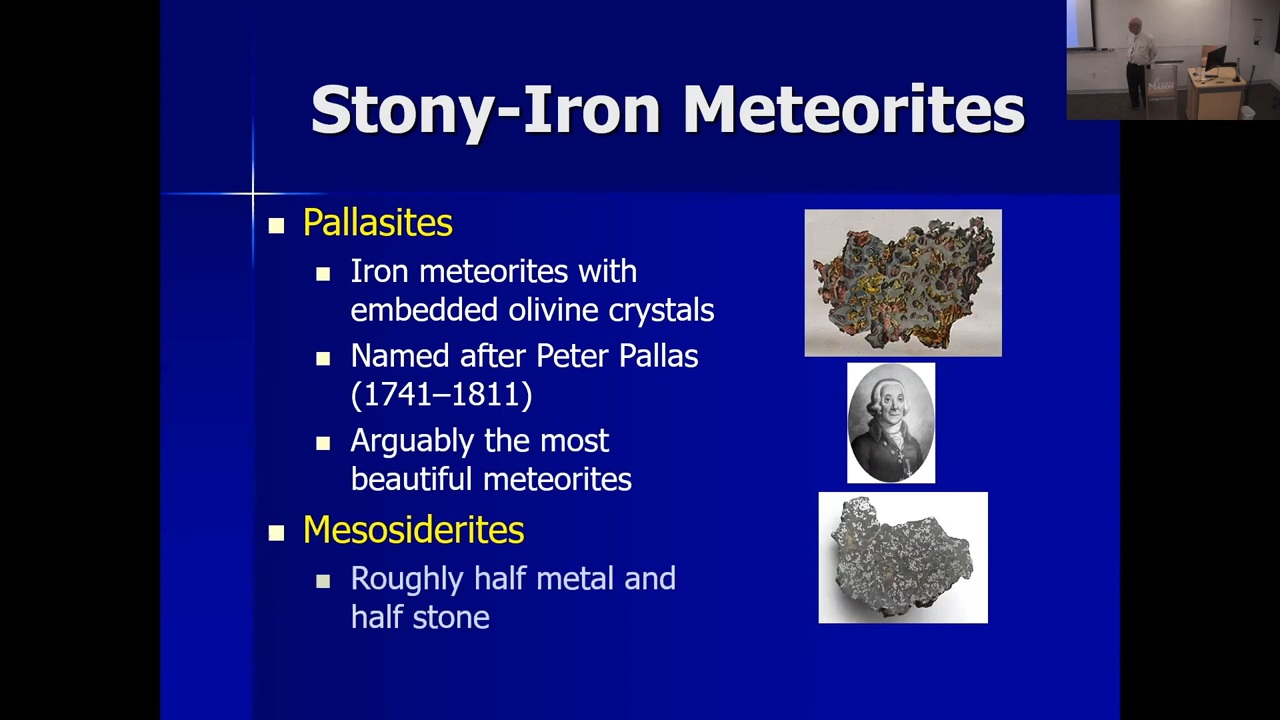 Stony-Iron Meteorites
Pallasites
Iron meteorites with
embedded olivine crystals
Named after Peter Pallas
(1741–1811)
Arguably the most
beautiful meteorites
Mesosiderites
Roughly half metal and
half stone
MASON